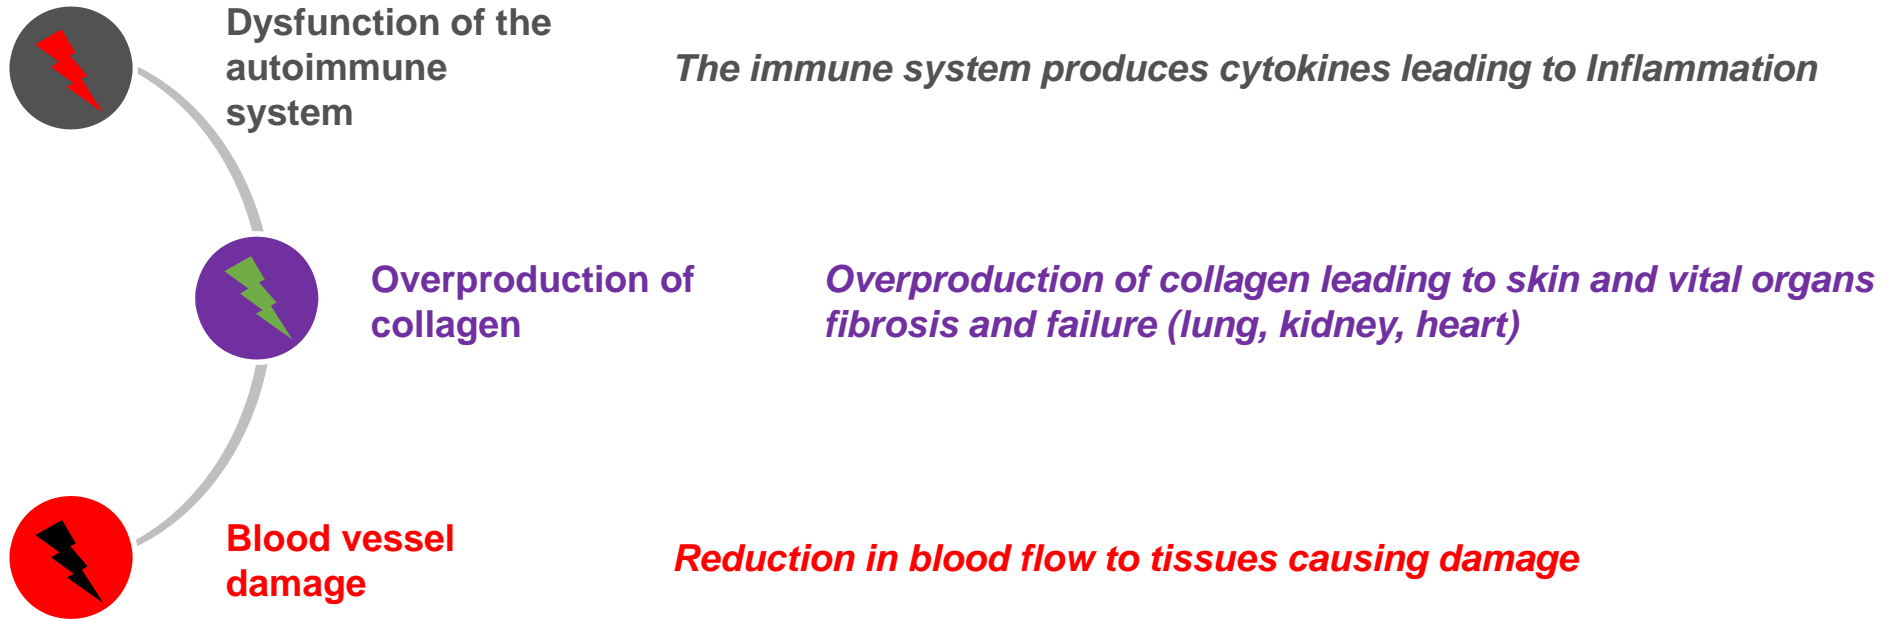 Dysfunction of the
autoimmune
system
The immune system produces cytokines leading to Inflammation
Overproduction of
collagen
Overproduction of collagen leading to skin and vital organs
fibrosis and failure (lung, kidney, heart)
Blood vessel
damage
Reduction in blood flow to tissues causing damage